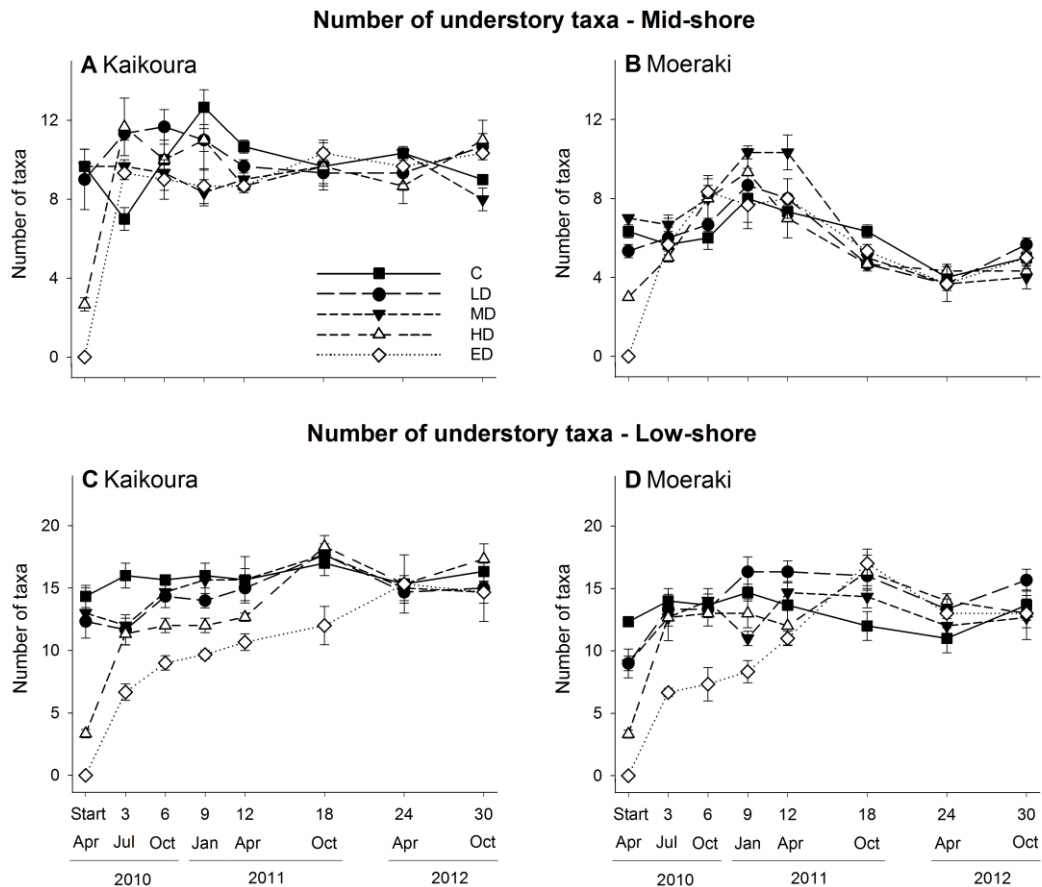 Number of understory taxa - Mid-shore
A Kaikoura
B Moeraki
Number of taxa
12
8
4
0
C
LD
MD
HD
ED
Number of taxa
12
8
4
0
Number of understory taxa - Low-shore
C Kaikoura
D Moeraki
Number of taxa
20
15
10
5
0
Number of taxa
20
15
10
5
0
Start 3 6 9 12 18 24 30
Apr Jul Oct Jan Apr Oct Apr Oct
2010 2011 2012
Start 3 6 9 12 18 24 30
Apr Jul Oct Jan Apr Oct Apr Oct
2010 2011 2012